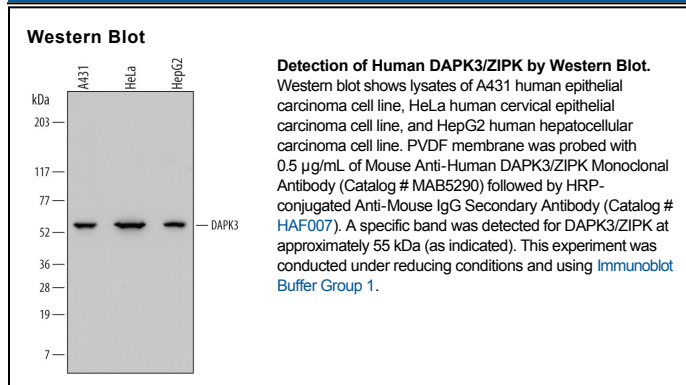 Western Blot
A431
HeLa
HepG2
kDa
203
117
77
52
DAPK3
36
28
19
7
Detection of Human DAPK3/ZIPK by Western Blot.
Western blot shows lysates of A431 human epithelial
carcinoma cell line, HeLa human cervical epithelial
carcinoma cell line, and HepG2 human hepatocellular
carcinoma cell line. PVDF membrane was probed with
0.5 µg/mL of Mouse Anti-Human DAPK3/ZIPK Monoclonal
Antibody (Catalog # MAB5290) followed by HRP-
conjugated Anti-Mouse IgG Secondary Antibody (Catalog #
HAF007). A specific band was detected for DAPK3/ZIPK at
approximately 55 kDa (as indicated). This experiment was
conducted under reducing conditions and using Immunoblot
Buffer Group 1.